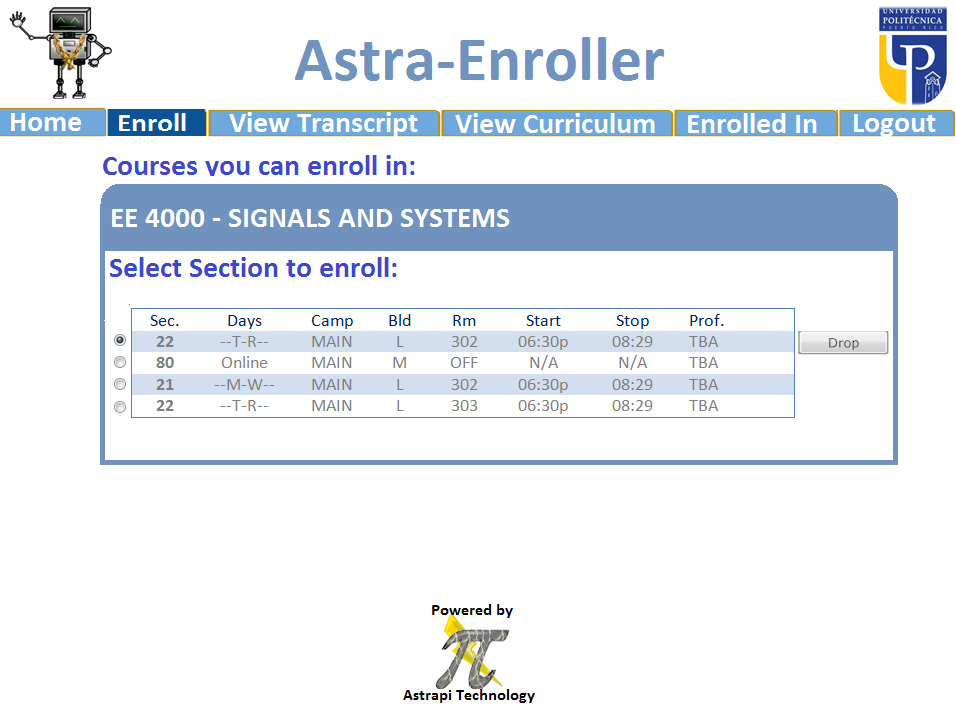 Astra-Enroller
UNIVERSIDAD
POLITÉCNICA
PUERTO RICO
Home Enroll View Transcript View Curriculum Enrolled In Logout
Courses you can enroll in:
EE 4000 - SIGNALS AND SYSTEMS
Select Section to enroll:
Sec. Days Camp Bld Rm Start Stop Prof.
22 --T-R-- MAIN L 302 06:30p 08:29 TBA Drop
80 Online MAIN M OFF N/A N/A TBA
21 --M-W-- MAIN L 302 06:30p 08:29 TBA
22 --T-R-- MAIN L 303 06:30p 08:29 TBA
Powered by
Astrapi Technology